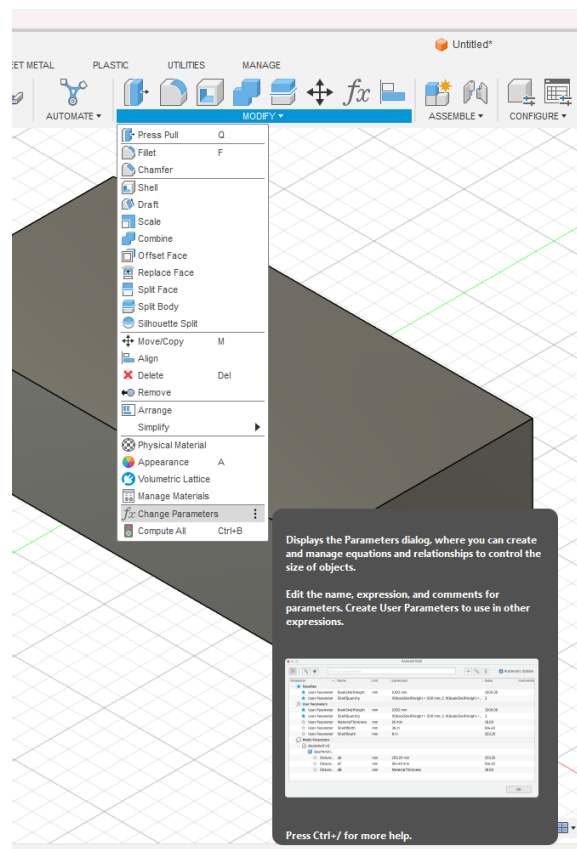 Untitled*
EET METAL
PLASTIC
UTILITIES
MANAGE
AUTOMATE
MODIFY
ASSEMBLE
CONFIGURE
Press Pull Q
Fillet F
Chamfer
Shell
Draft
Scale
Combine
Offset Face
Replace Face
Split Face
Split Body
Silhouette Split
Move/Copy M
Align
Delete Del
Remove
Arrange
Simplify
Physical Material
Appearance A
Volumetric Lattice
Manage Materials
fx Change Parameters
Compute All Ctrl+B
Displays the Parameters dialog, where you can create
and manage equations and relationships to control the
size of objects.
Edit the name, expression, and comments for
parameters. Create User Parameters to use in other
expressions.
Press Ctrl+/ for more help.